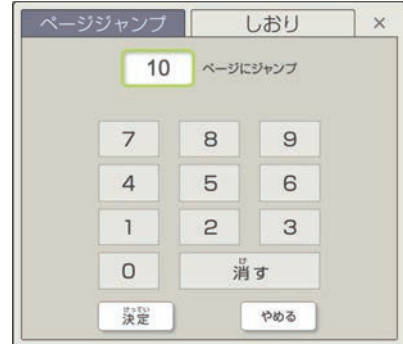 ページジャンプ しおり ×
10 ページにジャンプ
7 8 9
4 5 6
1 2 3
0 消す
け
決定 やめる
けってい